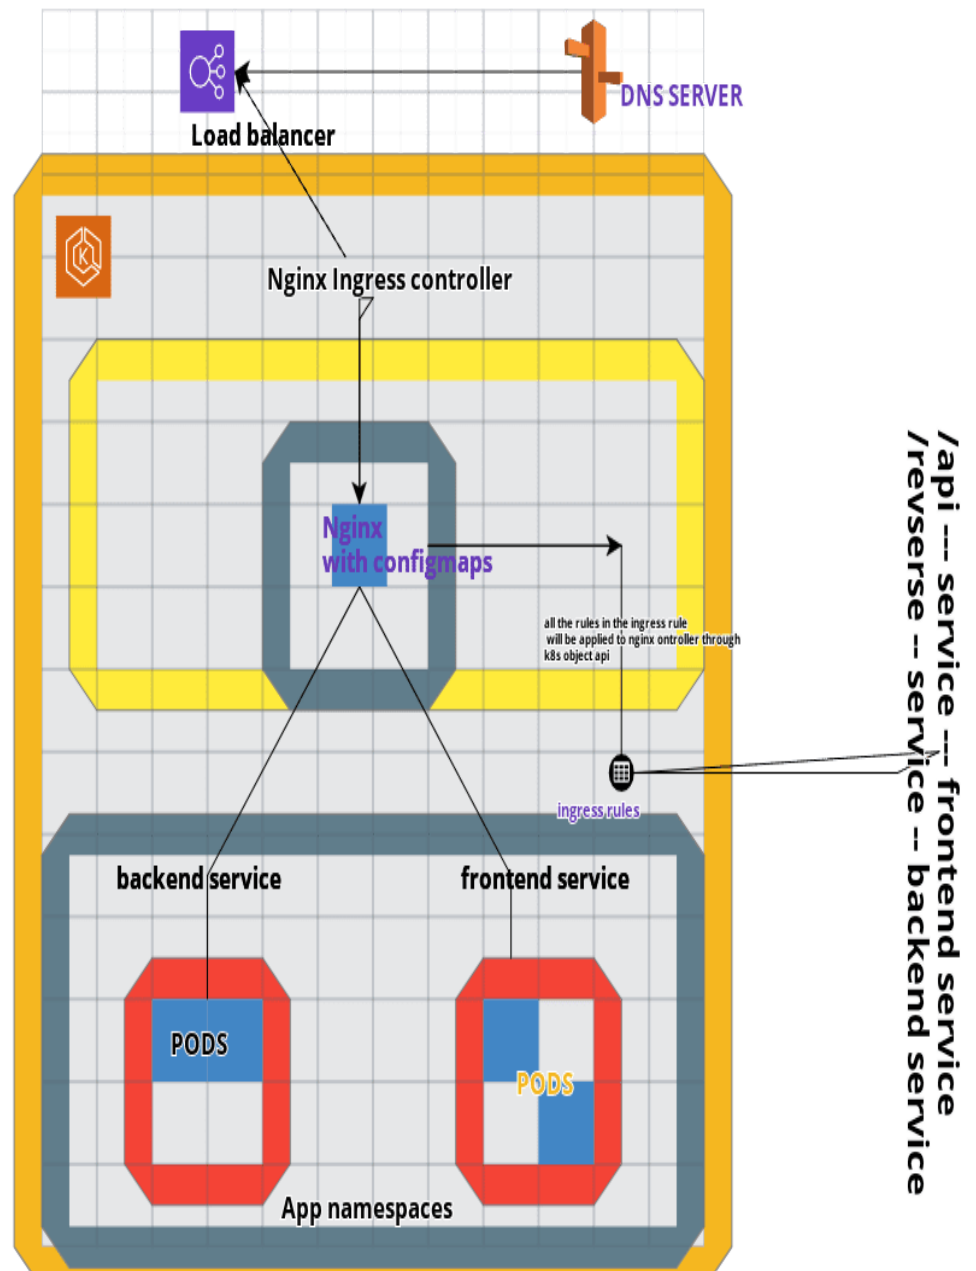 DNS SERVER
Load balancer
K
Nginx Ingress controller
Nginx
with configmaps
all the rules in the ingress rule
will be applied to nginx ontroller through
k8s object api
ingress rules
/api --- service --- frontend service
/revserse -- service -- backend service
backend service
frontend service
PODS
PODS
App namespaces